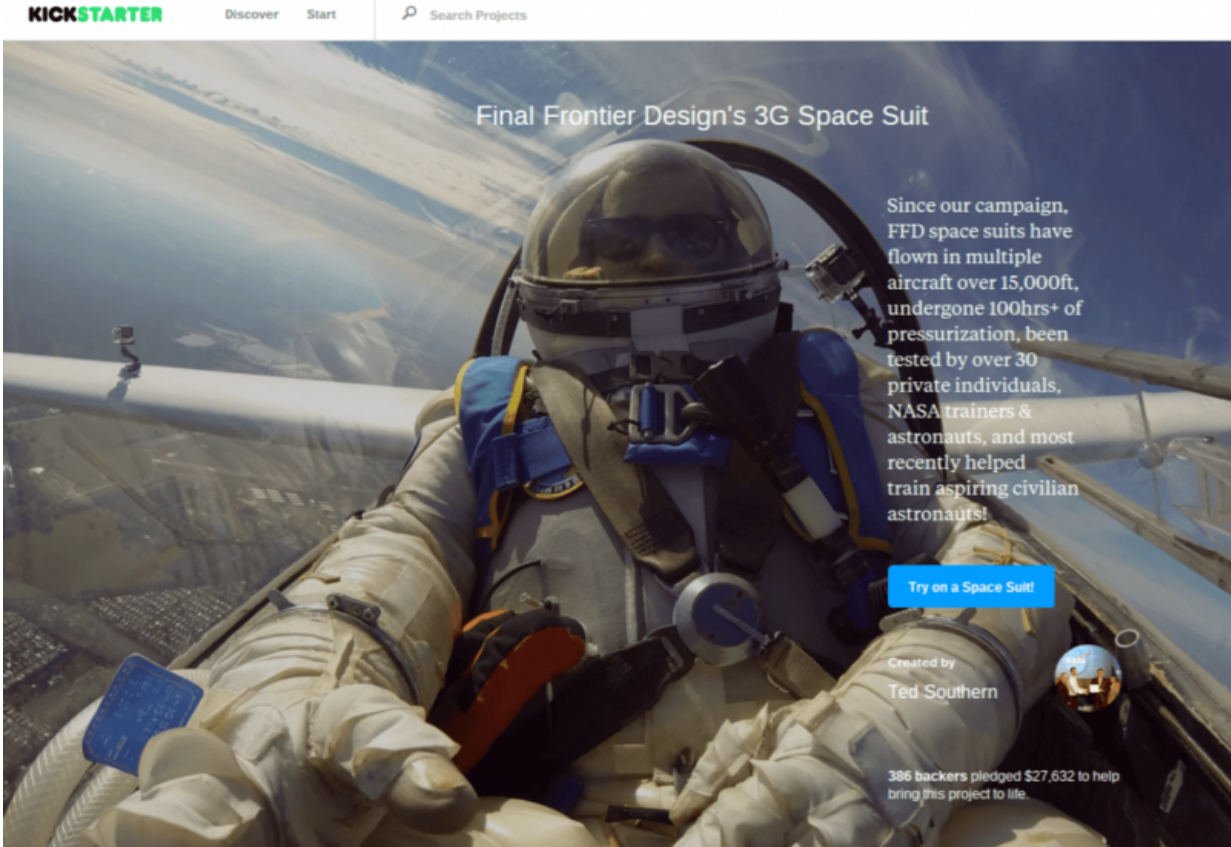 KICKSTARTER
Discover
Start
Search Projects
Final Frontier Design's 3G Space Suit
Since our campaign,
FFD space suits have
flown in multiple
aircraft over 15,000ft,
undergone 100hrs+ of
pressurization, been
tested by over 30
private individuals,
NASA trainers &
astronauts, and most
recently helped
train aspiring civilian
astronauts!
Try on a Space Suit!
Created by
Ted Southern
386 backers pledged $27,632 to help
bring this project to life.